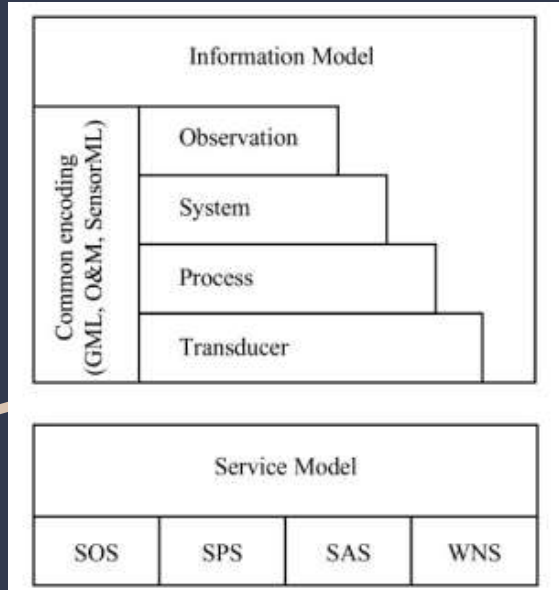 Information Model
Common encoding
(GML, O&M, SensorML)
Observation
System
Process
Transducer
Service Model
SOS
SPS
SAS
WNS